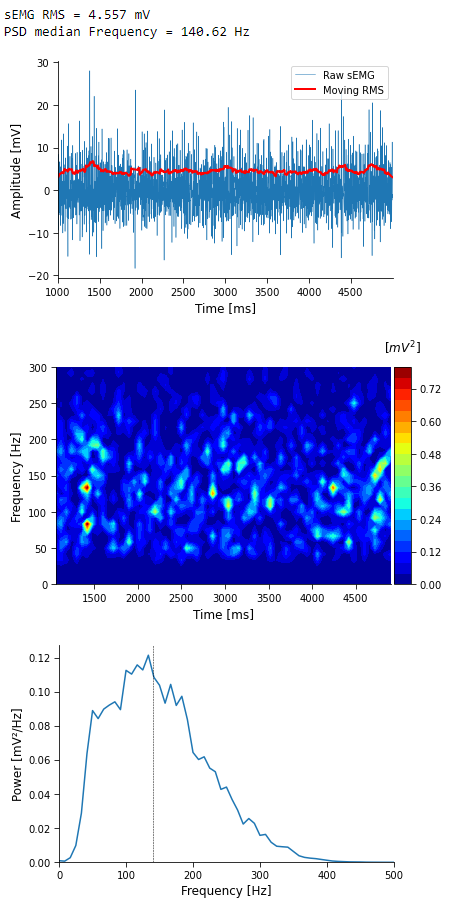 sEMG RMS = 4.557 mV
PSD median Frequency = 140.62 Hz
30
20
10
0
−10
−20
Amplitude [mV]
Raw sEMG
Moving RMS
1000 1500 2000 2500 3000 3500 4000 4500
Time [ms]
[mV²]
300
250
200
150
100
50
0
Frequency [Hz]
0.72
0.60
0.48
0.36
0.24
0.12
0.00
1500 2000 2500 3000 3500 4000 4500
Time [ms]
0.12
0.10
0.08
0.06
0.04
0.02
0.00
Power [mV²/Hz]
0 100 200 300 400 500
Frequency [Hz]